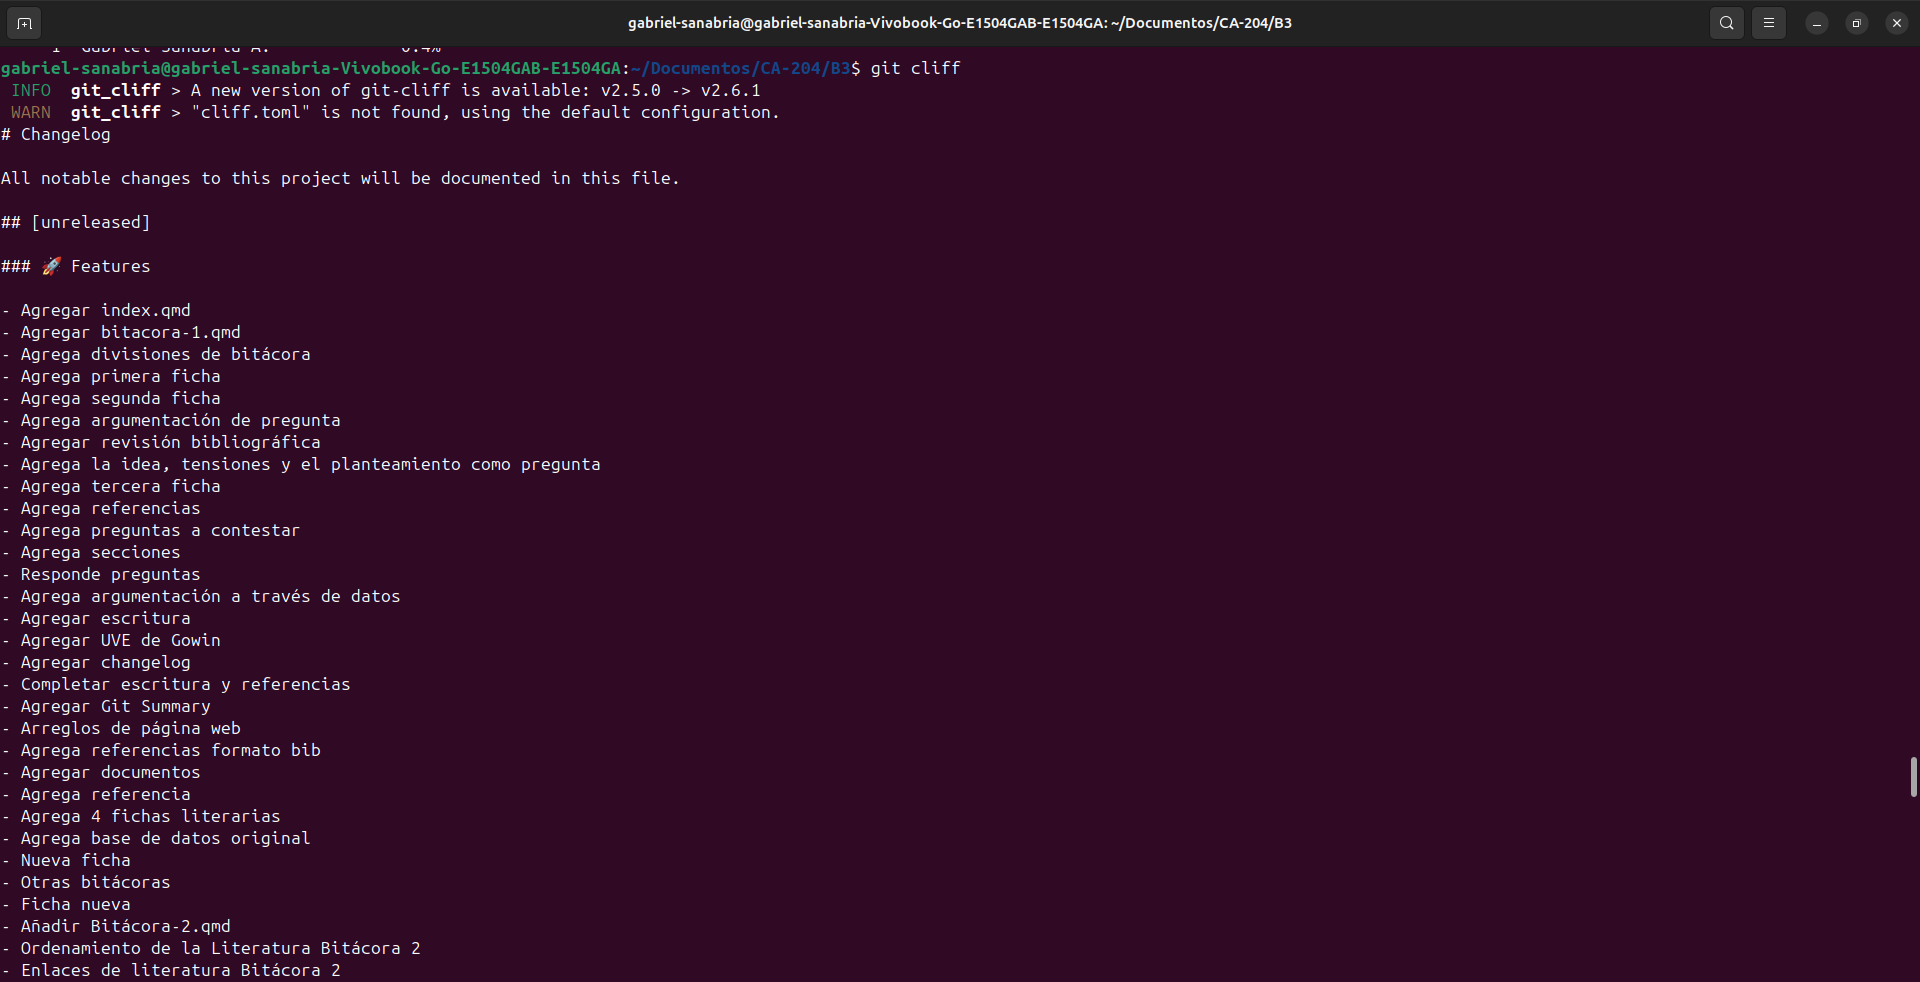 gabriel-sanabria@gabriel-sanabria-Vivobook-Go-E1504GAB-E1504GA: ~/Documentos/CA-204/B3
1 Gabriel Sanabria A. 0.4%
gabriel-sanabria@gabriel-sanabria-Vivobook-Go-E1504GAB-E1504GA:~/Documentos/CA-204/B3$ git cliff
INFO git_cliff > A new version of git-cliff is available: v2.5.0 -> v2.6.1
WARN git_cliff > "cliff.toml" is not found, using the default configuration.
# Changelog
All notable changes to this project will be documented in this file.
## [unreleased]
### 🚀 Features
- Agregar index.qmd
- Agregar bitacora-1.qmd
- Agrega divisiones de bitácora
- Agrega primera ficha
- Agrega segunda ficha
- Agrega argumentación de pregunta
- Agregar revisión bibliográfica
- Agrega la idea, tensiones y el planteamiento como pregunta
- Agrega tercera ficha
- Agrega referencias
- Agrega preguntas a contestar
- Agrega secciones
- Responde preguntas
- Agrega argumentación a través de datos
- Agregar escritura
- Agregar UVE de Gowin
- Agregar changelog
- Completar escritura y referencias
- Agregar Git Summary
- Arreglos de página web
- Agrega referencias formato bib
- Agregar documentos
- Agrega referencia
- Agrega 4 fichas literarias
- Agrega base de datos original
- Nueva ficha
- Otras bitácoras
- Ficha nueva
- Añadir Bitácora-2.qmd
- Ordenamiento de la Literatura Bitácora 2
- Enlaces de literatura Bitácora 2